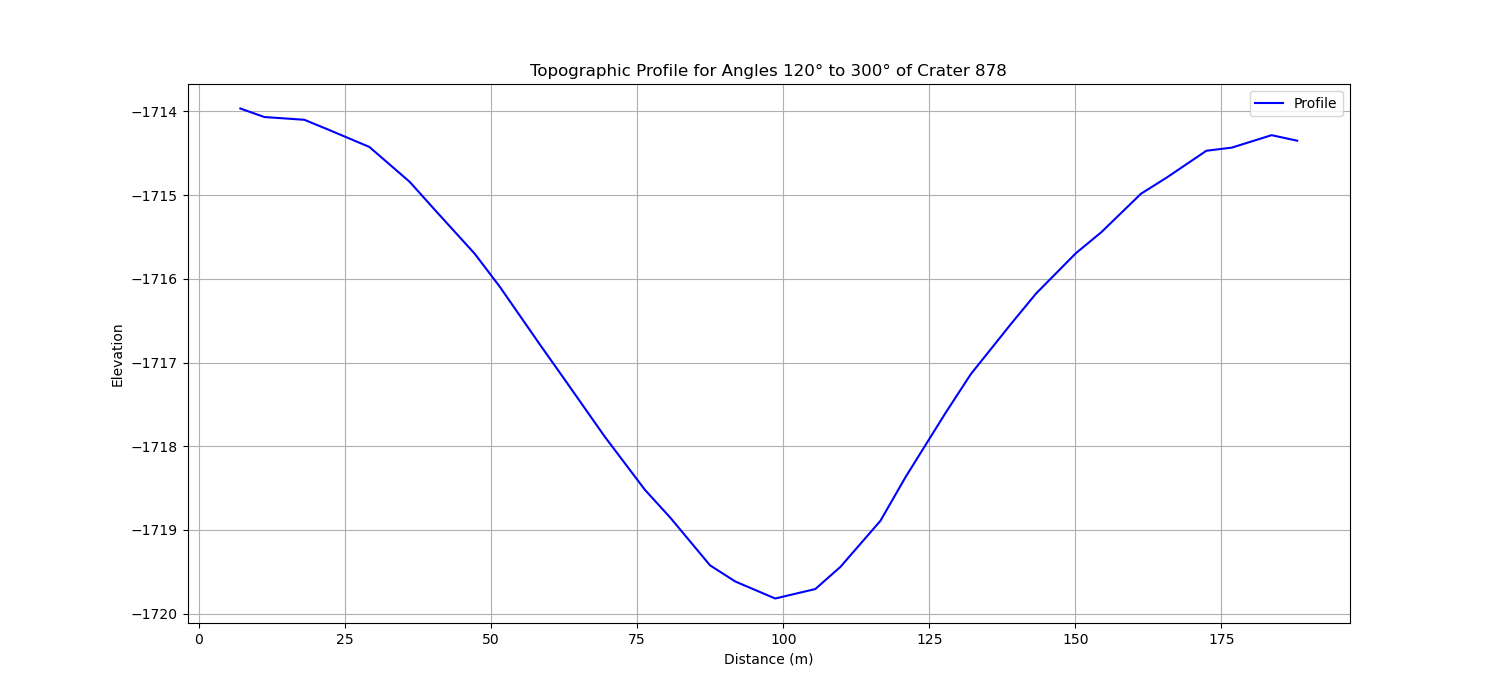 Topographic Profile for Angles 120° to 300° of Crater 878
Profile
Elevation
−1714
−1715
−1716
−1717
−1718
−1719
−1720
0 25 50 75 100 125 150 175
Distance (m)